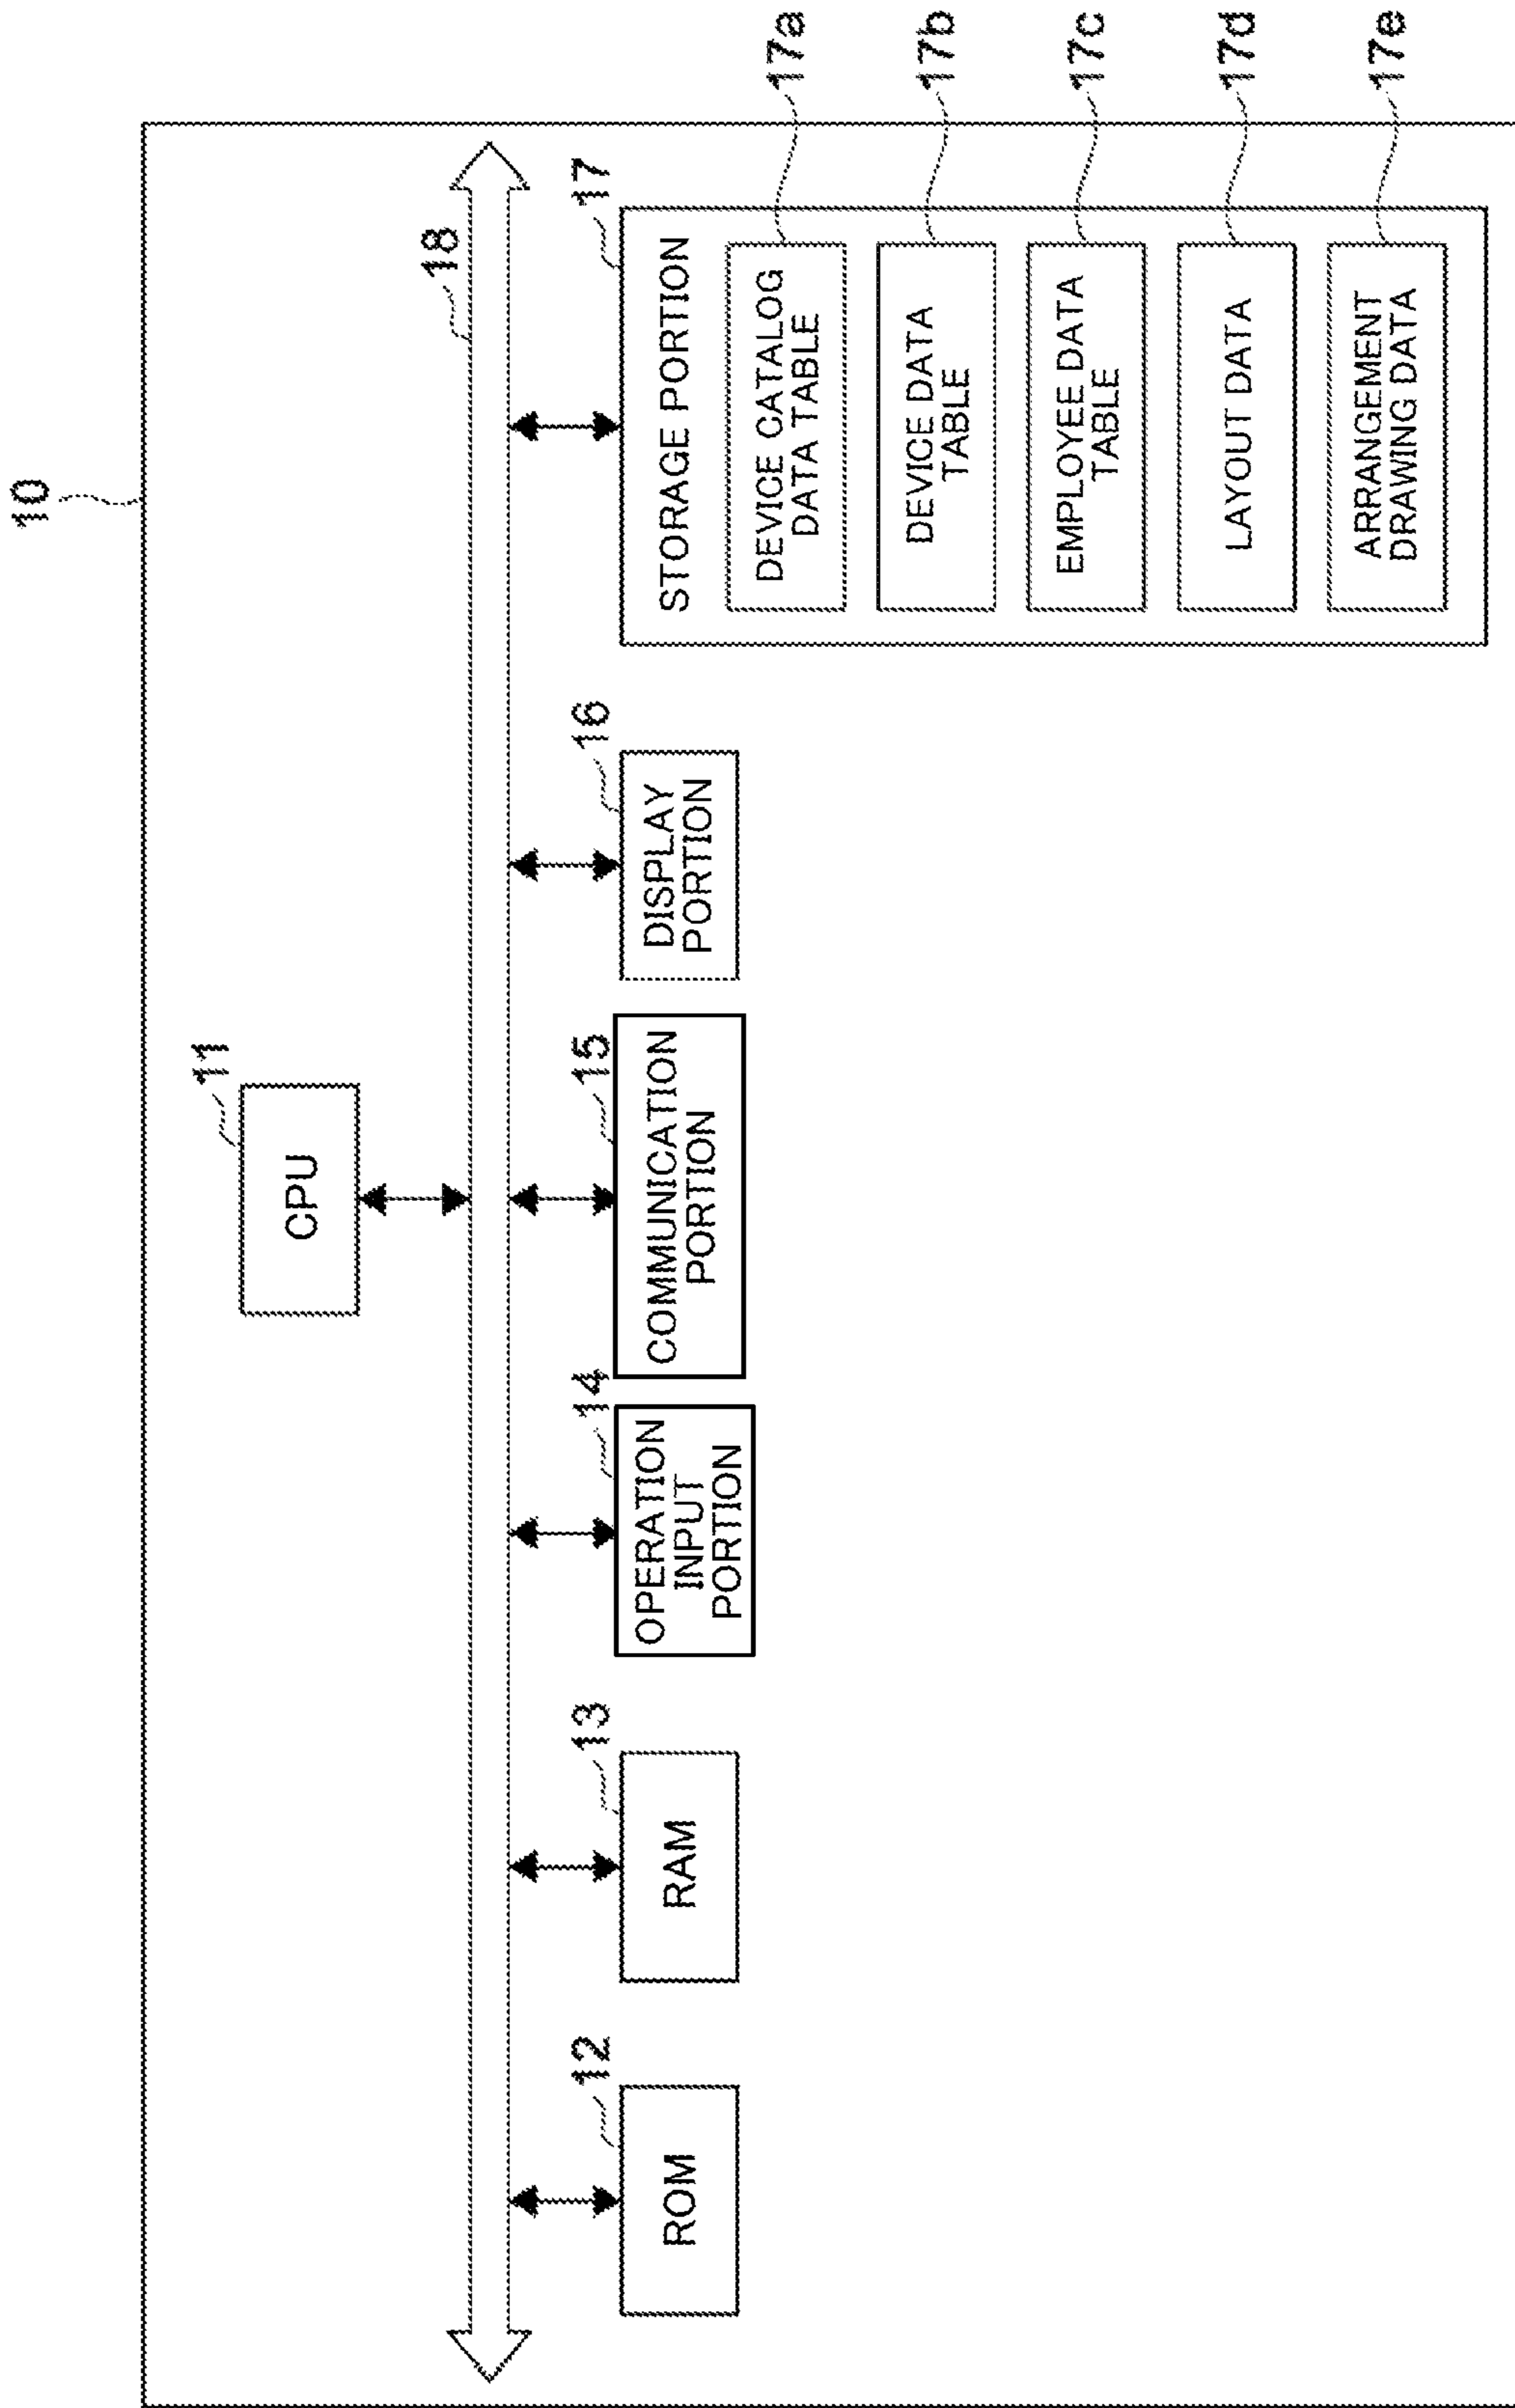 10
11
CPU
18
12
ROM
13
RAM
14
OPERATION
INPUT
PORTION
15
COMMUNICATION
PORTION
16
DISPLAY
PORTION
17
STORAGE PORTION
DEVICE CATALOG
DATA TABLE
17a
DEVICE DATA
TABLE
17b
EMPLOYEE DATA
TABLE
17c
LAYOUT DATA
17d
ARRANGEMENT
DRAWING DATA
17e